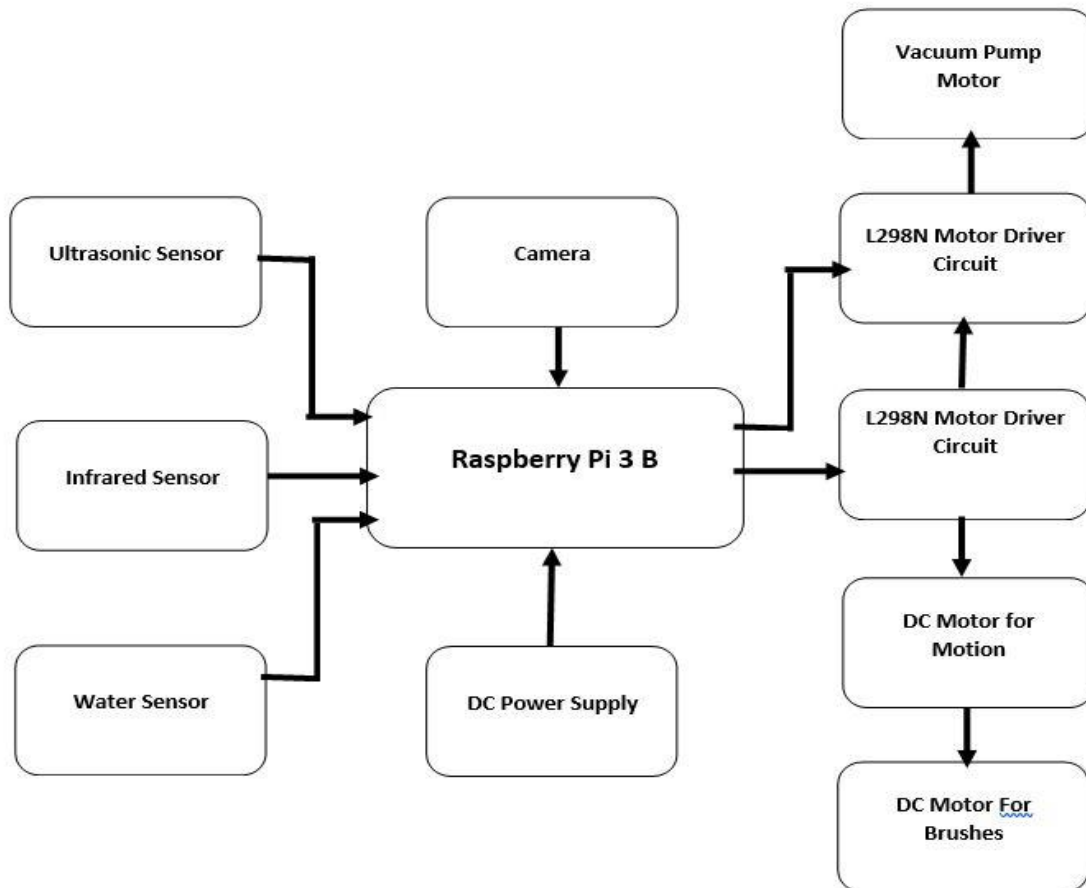 Vacuum Pump
Motor
Ultrasonic Sensor
Camera
L298N Motor Driver
Circuit
Infrared Sensor
Raspberry Pi 3 B
L298N Motor Driver
Circuit
Water Sensor
DC Power Supply
DC Motor for
Motion
DC Motor For
Brushes